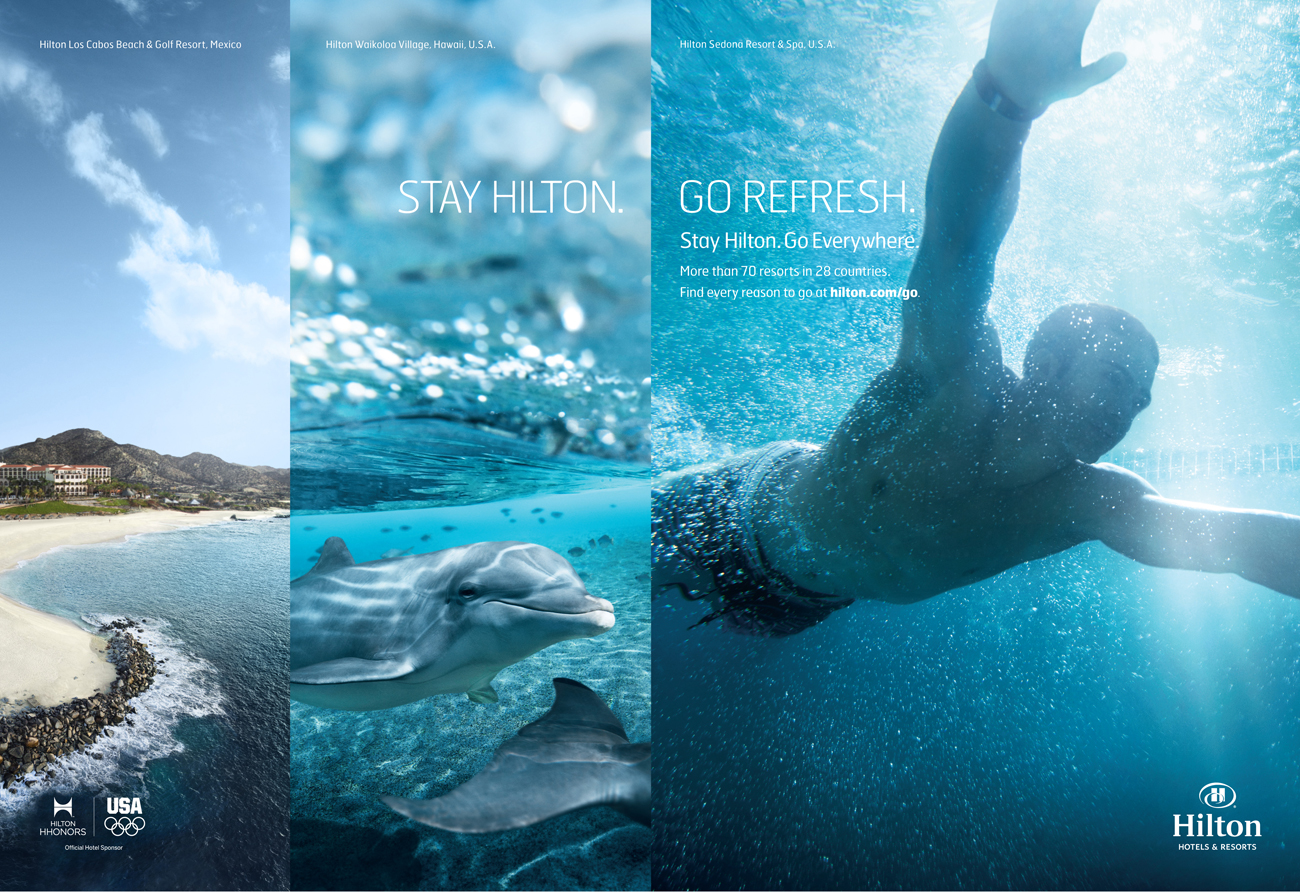 Hilton Los Cabos Beach & Golf Resort, Mexico
Hilton Waikoloa Village, Hawaii, U.S.A.
Hilton Sedona Resort & Spa, U.S.A.
STAY HILTON.
GO REFRESH.
Stay Hilton. Go Everywhere.
More than 70 resorts in 28 countries.
Find every reason to go at hilton.com/go.
HILTON
HHONORS
USA
Official Hotel Sponsor
H
Hilton
HOTELS & RESORTS